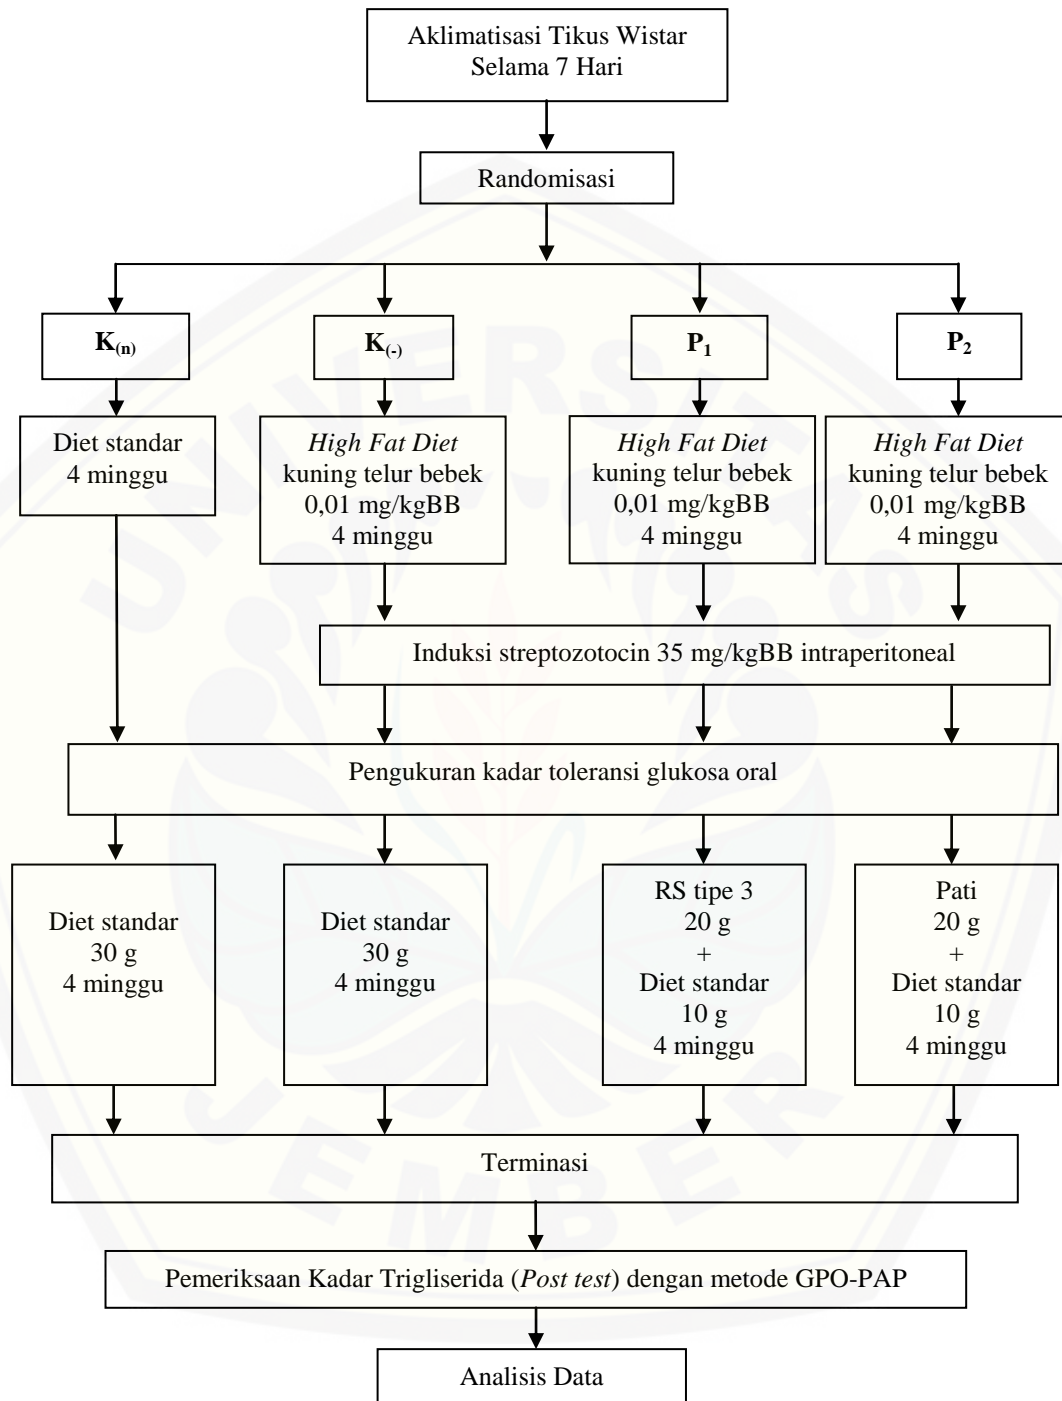 Aklimatisasi Tikus Wistar
Selama 7 Hari
Randomisasi
K(n)
K(-)
P1
P2
Diet standar
4 minggu
High Fat Diet
kuning telur bebek
0,01 mg/kgBB
4 minggu
High Fat Diet
kuning telur bebek
0,01 mg/kgBB
4 minggu
High Fat Diet
kuning telur bebek
0,01 mg/kgBB
4 minggu
Induksi streptozotocin 35 mg/kgBB intraperitoneal
Pengukuran kadar toleransi glukosa oral
Diet standar
30 g
4 minggu
Diet standar
30 g
4 minggu
RS tipe 3
20 g
+
Diet standar
10 g
4 minggu
Pati
20 g
+
Diet standar
10 g
4 minggu
Terminasi
Pemeriksaan Kadar Trigliserida (Post test) dengan metode GPO-PAP
Analisis Data
UNIVERSITAS
JEMBER